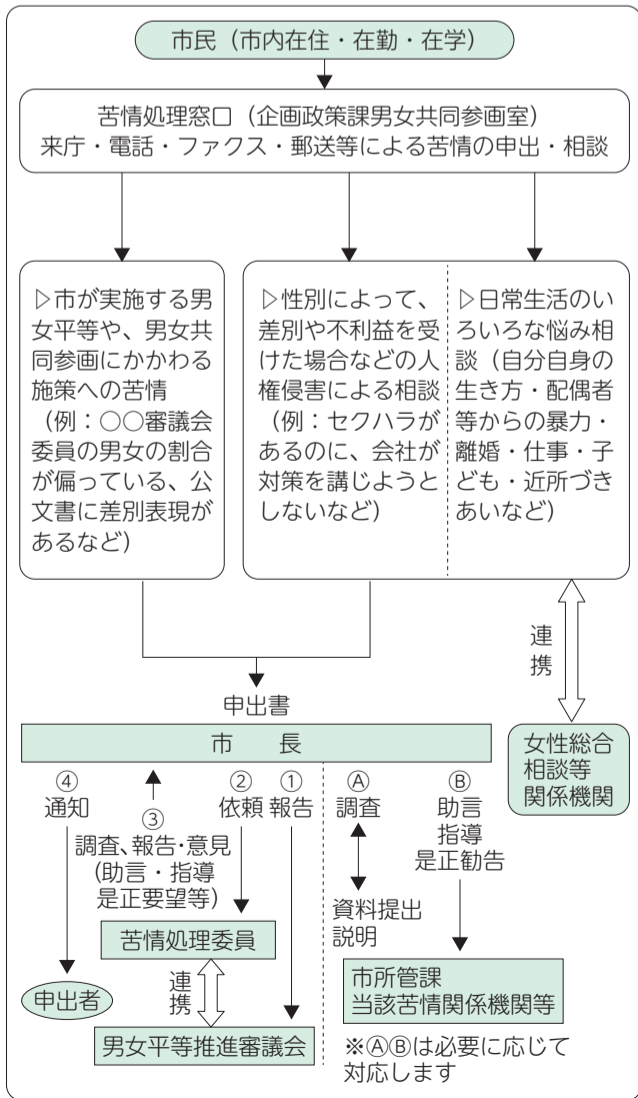 市民（市内在住・在勤・在学）
苦情処理窓口（企画政策課男女共同参画室）
来庁・電話・ファクス・郵送等による苦情の申出・相談
▷市が実施する男
女平等や、男女共
同参画にかかわる
施策への苦情
（例：○○審議会
委員の男女の割合
が偏っている、公
文書に差別表現が
あるなど）
▷性別によって、
差別や不利益を受
けた場合などの人
権侵害による相談
（例：セクハラが
あるのに、会社が
対策を講じようと
しないなど）
▷日常生活のい
ろいろな悩み相
談（自分自身の
生き方・配偶者
等からの暴力・
離婚・仕事・子
ども・近所づき
あいなど）
連携
申出書
市　長
女性総合
相談等
関係機関
④
通知
③
調査、報告・意見
（助言・指導
是正要望等）
②
依頼
①
報告
Ⓐ
調査
Ⓑ
助言
指導
是正勧告
資料提出
説明
苦情処理委員
連携
申出者
男女平等推進審議会
市所管課
当該苦情関係機関等
※ⒶⒷは必要に応じて
対応します